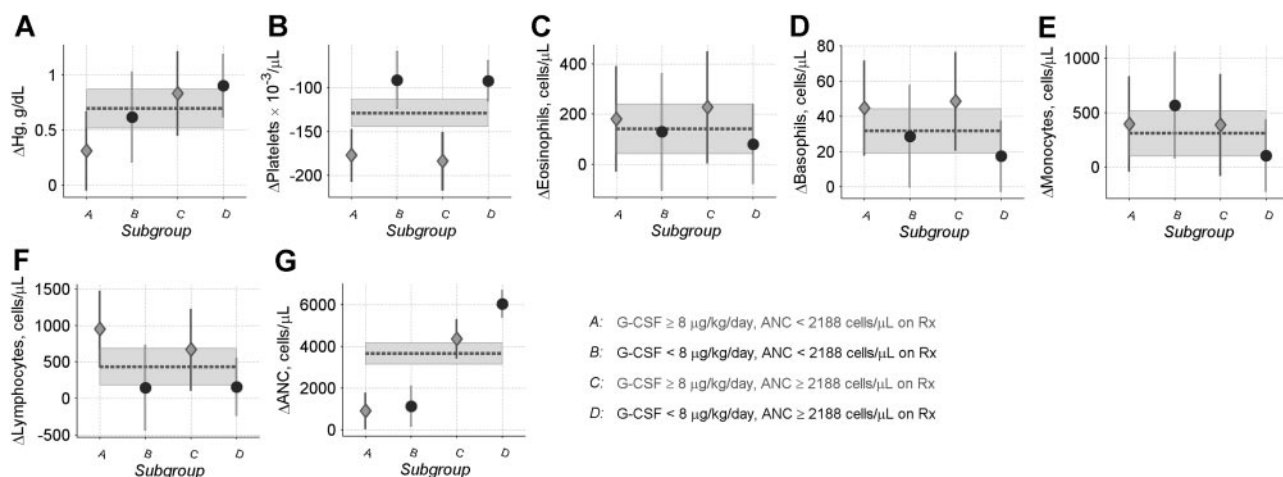 A
ΔHg, g/dL
1
0.5
0
A B C D
Subgroup
B
ΔPlatelets × 10⁻³/μL
-100
-150
-200
A B C D
Subgroup
C
ΔEosinophils, cells/μL
400
200
0
A B C D
Subgroup
D
ΔBasophils, cells/μL
80
60
40
20
0
A B C D
Subgroup
E
ΔMonocytes, cells/μL
1000
500
0
A B C D
Subgroup
F
ΔLymphocytes, cells/μL
1500
1000
500
0
-500
A B C D
Subgroup
G
ΔANC, cells/μL
6000
4000
2000
0
A B C D
Subgroup
A: G-CSF ≥ 8 μg/kg/day, ANC < 2188 cells/μL on Rx
B: G-CSF < 8 μg/kg/day, ANC < 2188 cells/μL on Rx
C: G-CSF ≥ 8 μg/kg/day, ANC ≥ 2188 cells/μL on Rx
D: G-CSF < 8 μg/kg/day, ANC ≥ 2188 cells/μL on Rx